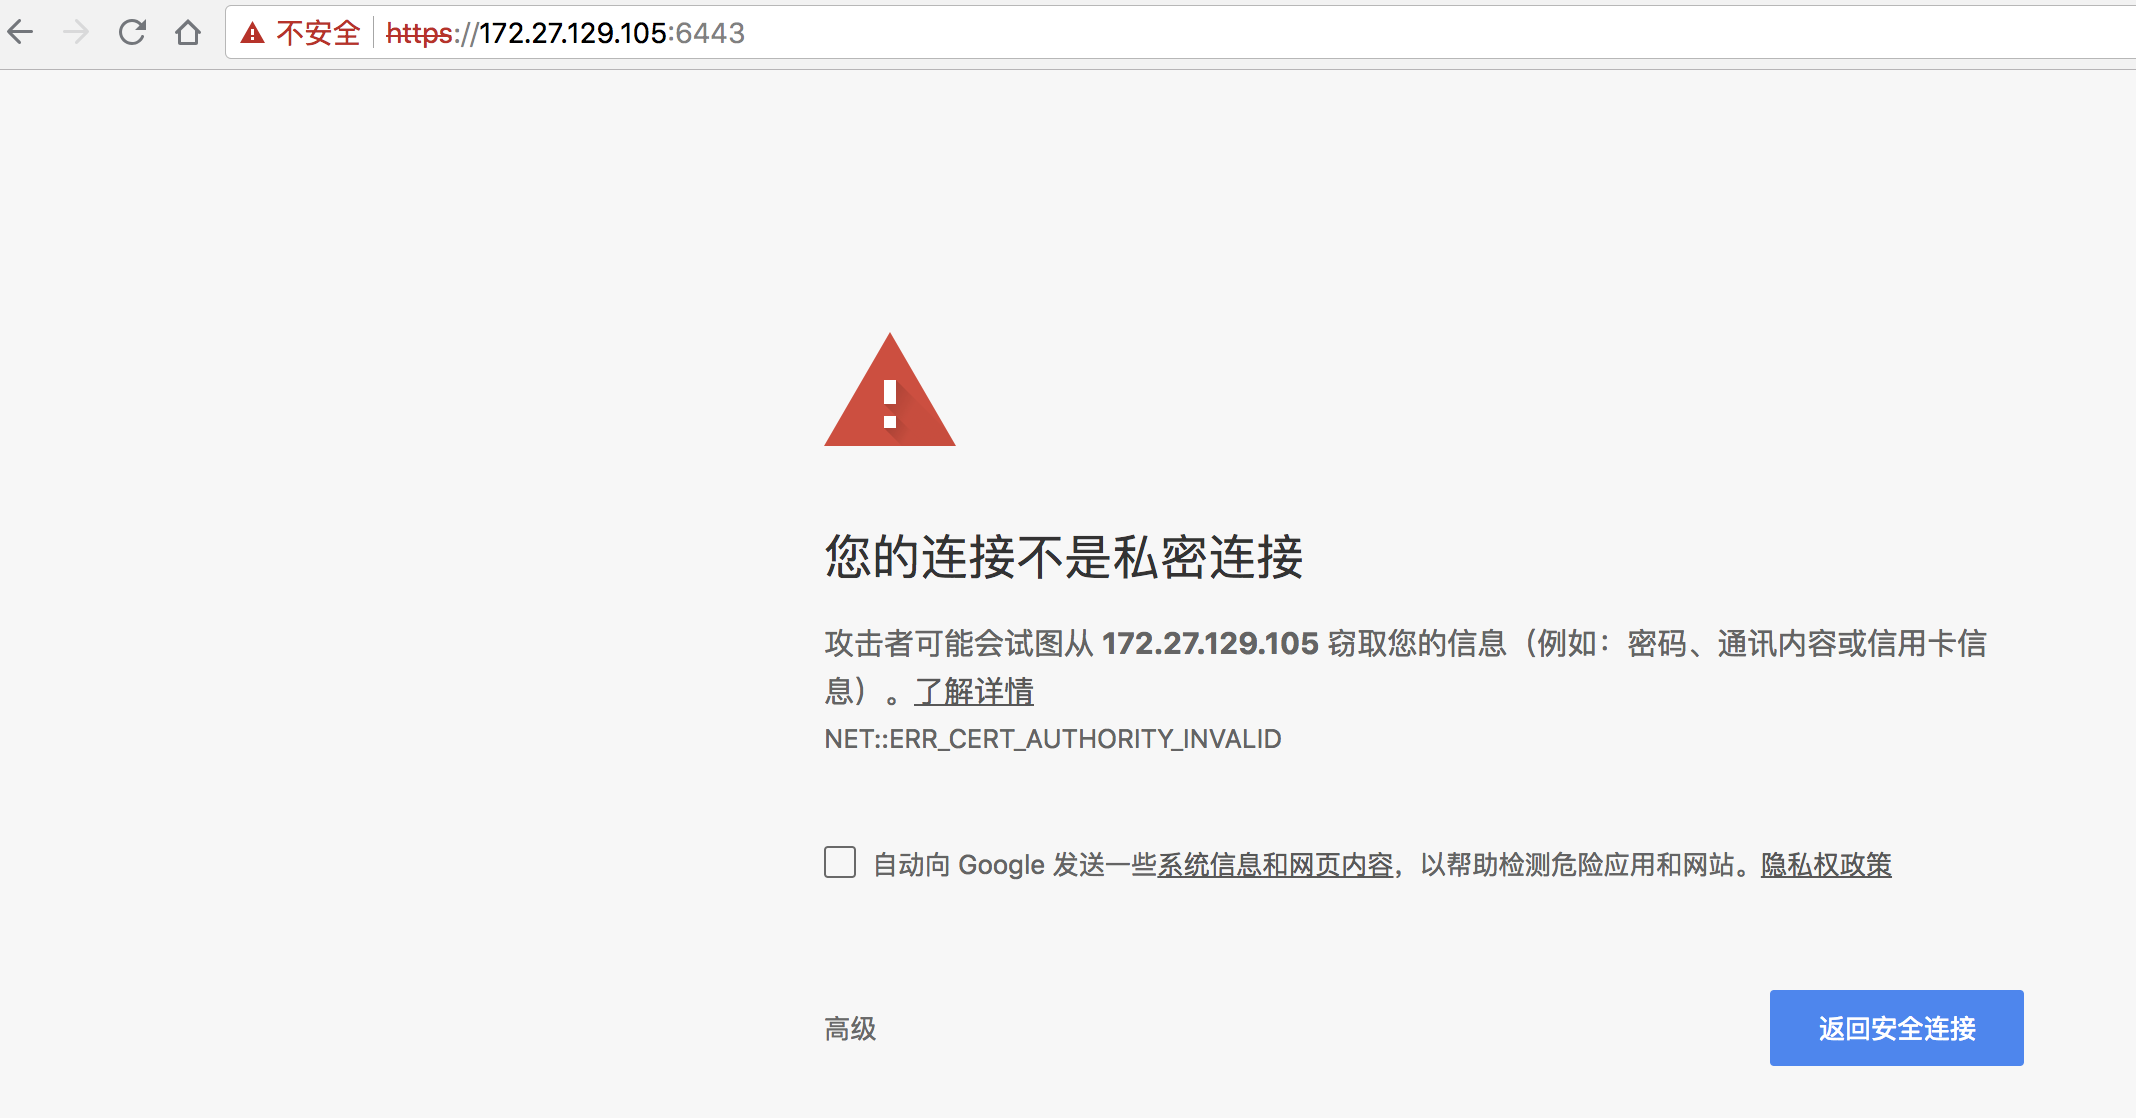 不安全 https://172.27.129.105:6443
您的连接不是私密连接
攻击者可能会试图从 172.27.129.105 窃取您的信息（例如：密码、通讯内容或信用卡信
息）。了解详情
NET::ERR_CERT_AUTHORITY_INVALID
自动向 Google 发送一些系统信息和网页内容，以帮助检测危险应用和网站。隐私权政策
高级
返回安全连接